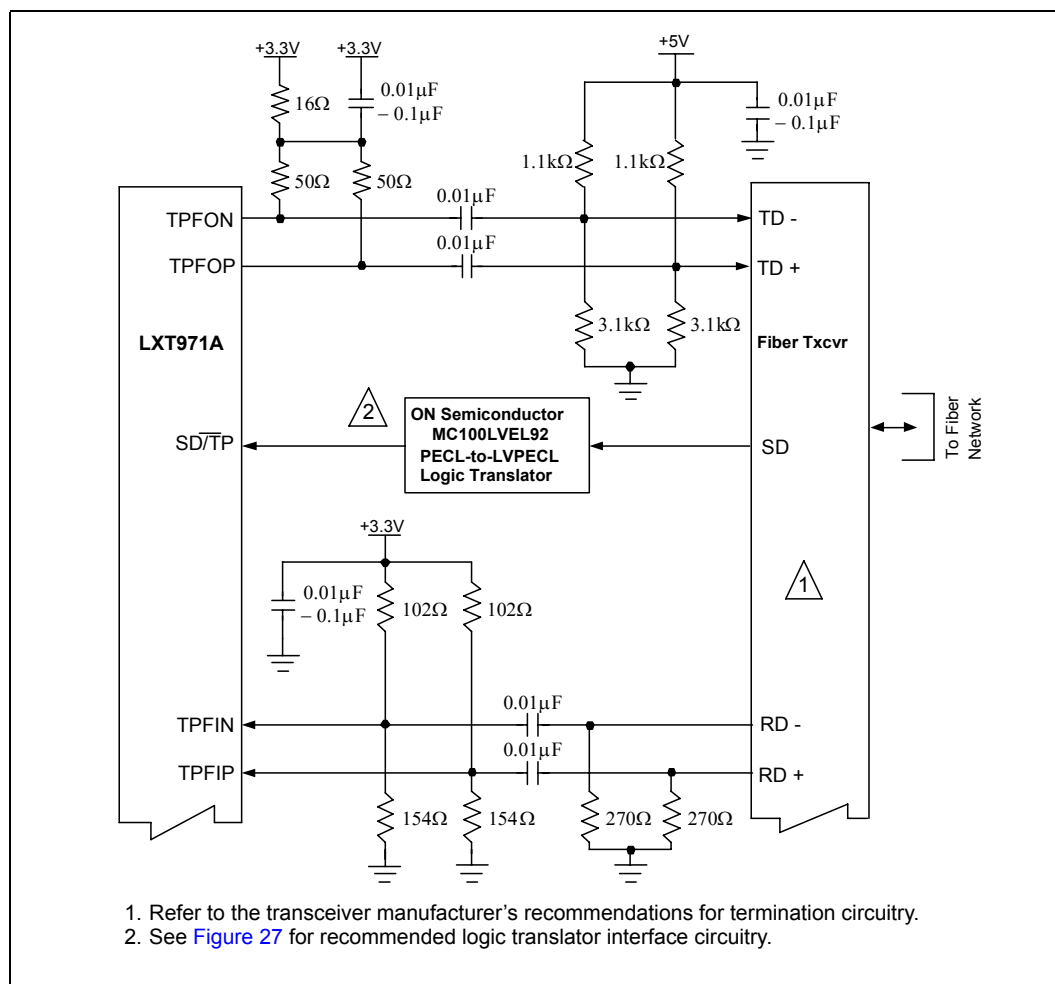 +3.3V
+3.3V
+5V
16Ω
0.01µF
– 0.1µF
0.01µF
– 0.1µF
1.1kΩ
1.1kΩ
50Ω
50Ω
0.01µF
TPFON
TD -
0.01µF
TPFOP
TD +
3.1kΩ
3.1kΩ
LXT971A
Fiber Txcvr
2
ON Semiconductor
MC100LVEL92
PECL-to-LVPECL
Logic Translator
SD/T̅P
SD
To Fiber
Network
+3.3V
1
0.01µF
– 0.1µF
102Ω
102Ω
0.01µF
TPFIN
RD -
0.01µF
TPFIP
RD +
154Ω
154Ω
270Ω
270Ω
1. Refer to the transceiver manufacturer’s recommendations for termination circuitry.
2. See Figure 27 for recommended logic translator interface circuitry.